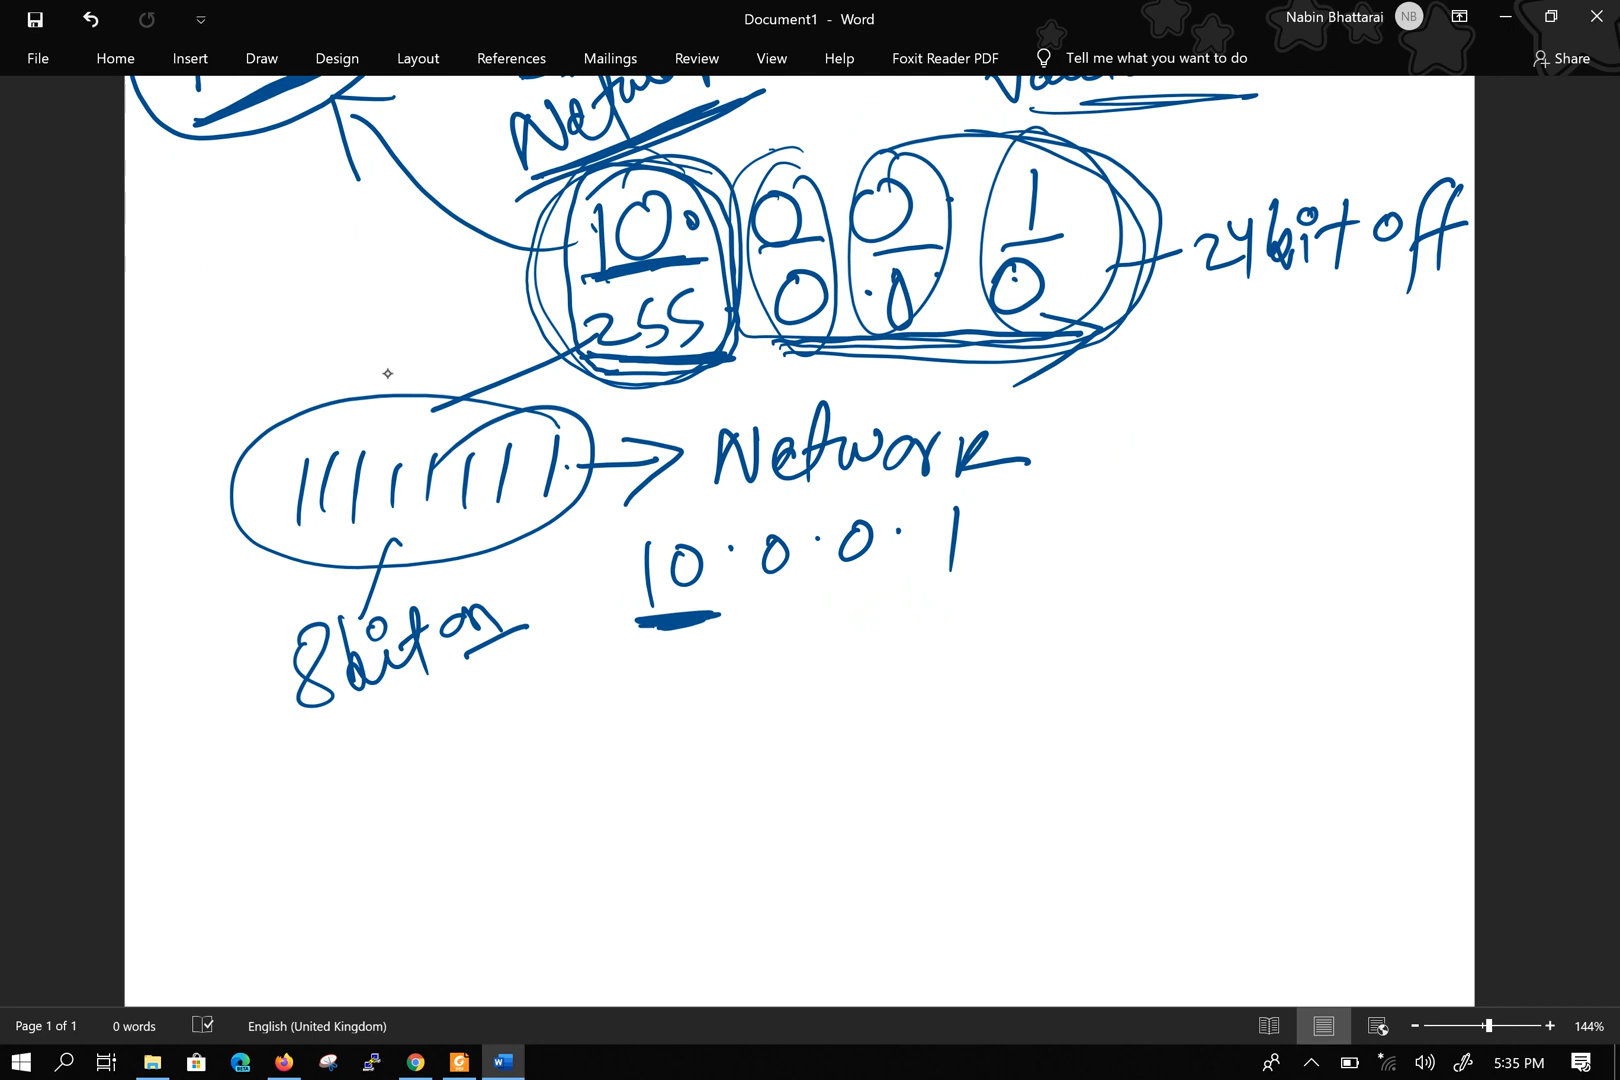 Document1 - Word
Nabin Bhattarai NB
File Home Insert Draw Design Layout References Mailings Review View Help Foxit Reader PDF Tell me what you want to do Share
10. 0 0 1
255 0 . 0 . 0
24 bit off
11111111 → Network
10.0.0.1
8 bit on
Page 1 of 1 0 words English (United Kingdom) 144%
5:35 PM